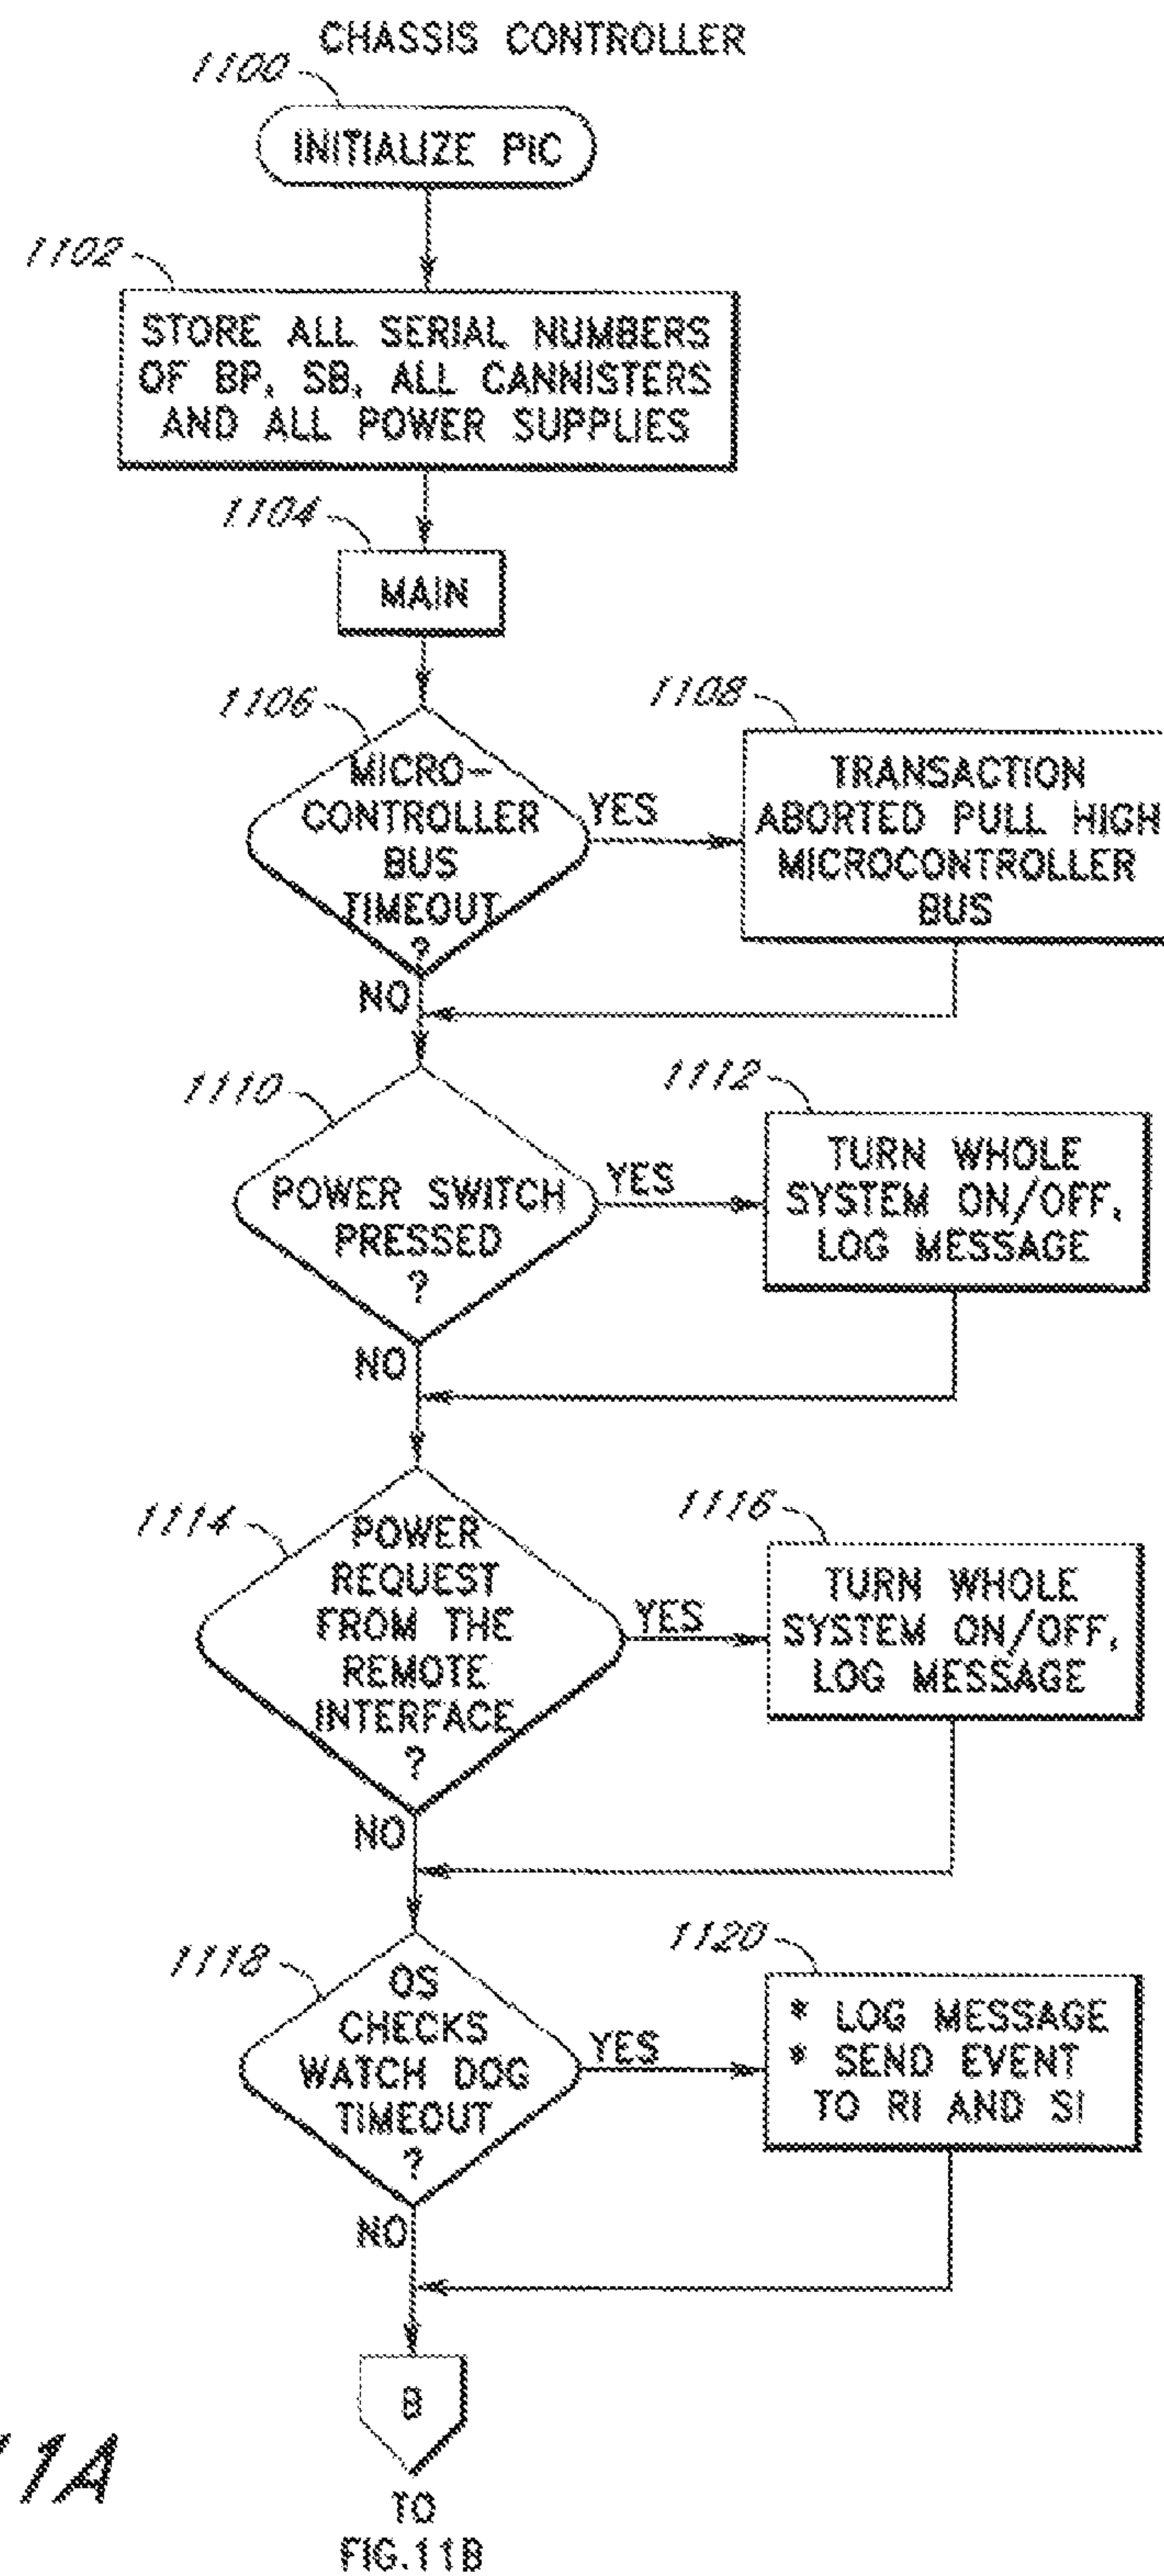 CHASSIS CONTROLLER
1100
INITIALIZE PIC
1102
STORE ALL SERIAL NUMBERS
OF BP, SB, ALL CANNISTERS
AND ALL POWER SUPPLIES
1104
MAIN
1106
MICRO-
CONTROLLER
BUS
TIMEOUT
?
YES
NO
1108
TRANSACTION
ABORTED PULL HIGH
MICROCONTROLLER
BUS
1110
POWER SWITCH
PRESSED
?
YES
NO
1112
TURN WHOLE
SYSTEM ON/OFF,
LOG MESSAGE
1114
POWER
REQUEST
FROM THE
REMOTE
INTERFACE
?
YES
NO
1116
TURN WHOLE
SYSTEM ON/OFF,
LOG MESSAGE
1118
OS
CHECKS
WATCH DOG
TIMEOUT
?
YES
NO
1120
* LOG MESSAGE
* SEND EVENT
TO RI AND SI
B
11A
TO
FIG.11B